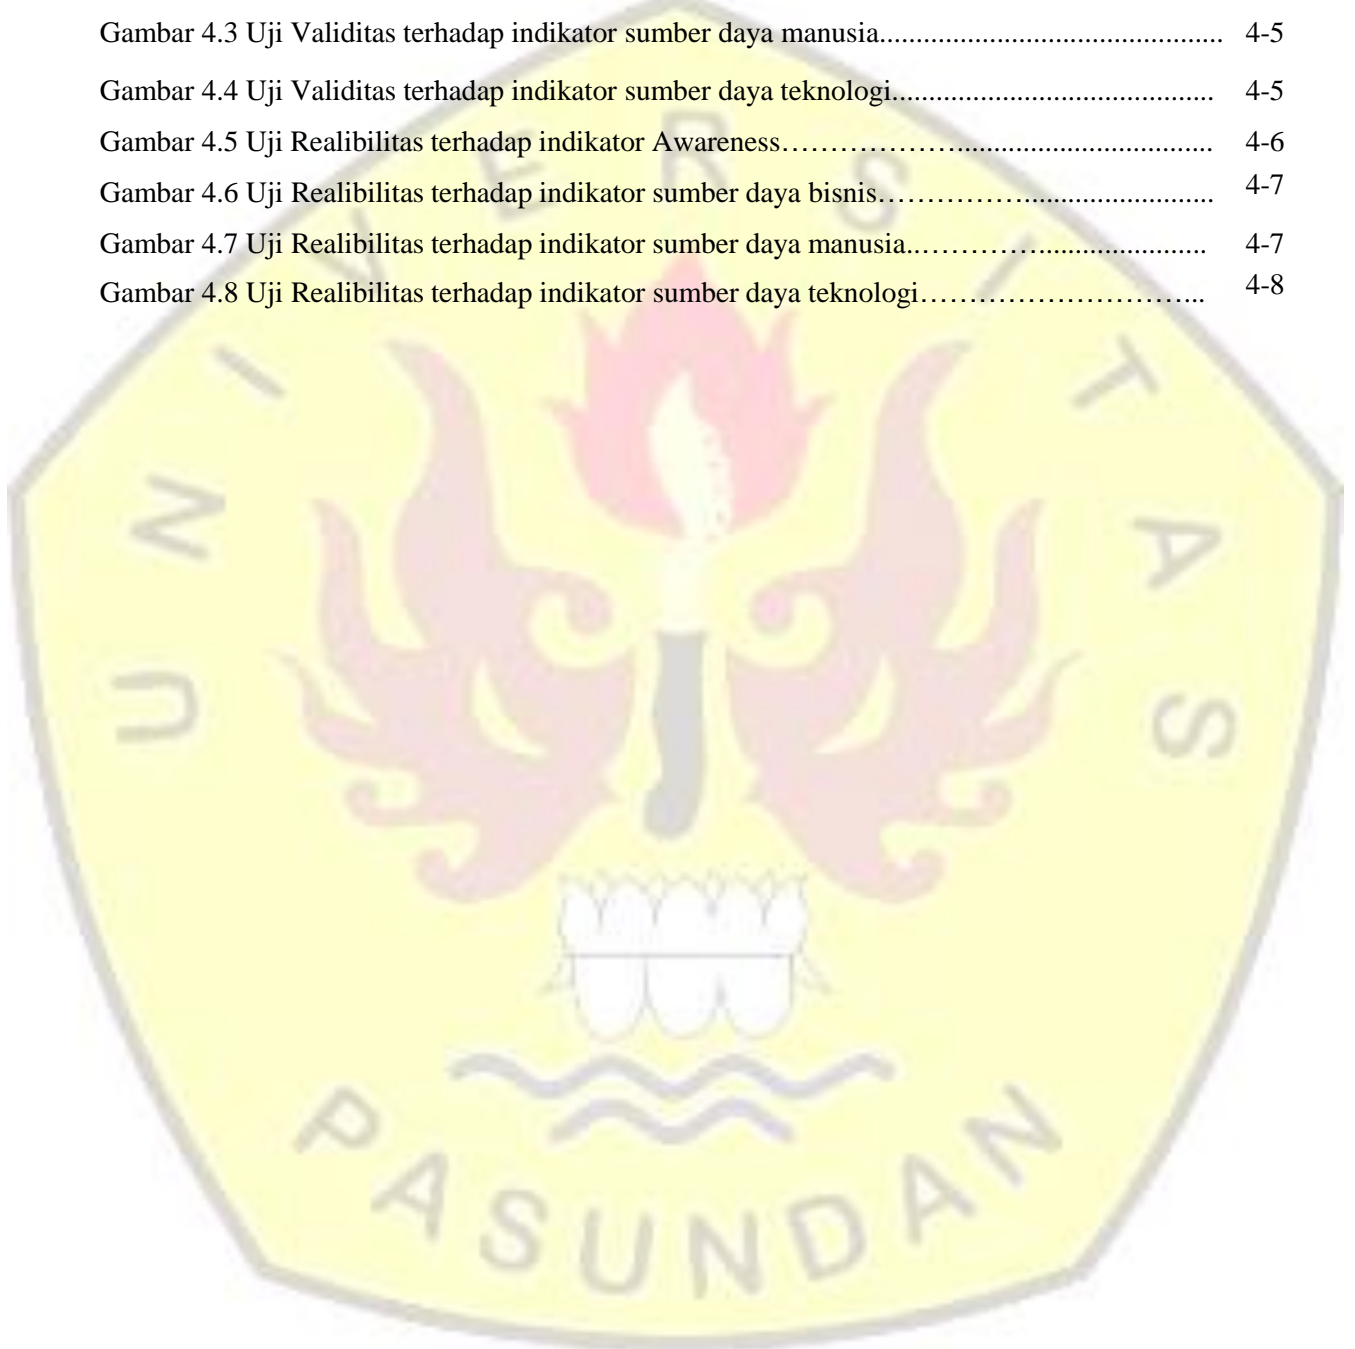 Gambar 4.3 Uji Validitas terhadap indikator sumber daya manusia............................................... 4-5
Gambar 4.4 Uji Validitas terhadap indikator sumber daya teknologi............................................ 4-5
Gambar 4.5 Uji Realibilitas terhadap indikator Awareness………………................................... 4-6
Gambar 4.6 Uji Realibilitas terhadap indikator sumber daya bisnis……………......................... 4-7
Gambar 4.7 Uji Realibilitas terhadap indikator sumber daya manusia..…………...................... 4-7
Gambar 4.8 Uji Realibilitas terhadap indikator sumber daya teknologi………………………... 4-8
UNIVERSITAS
PASUNDAN